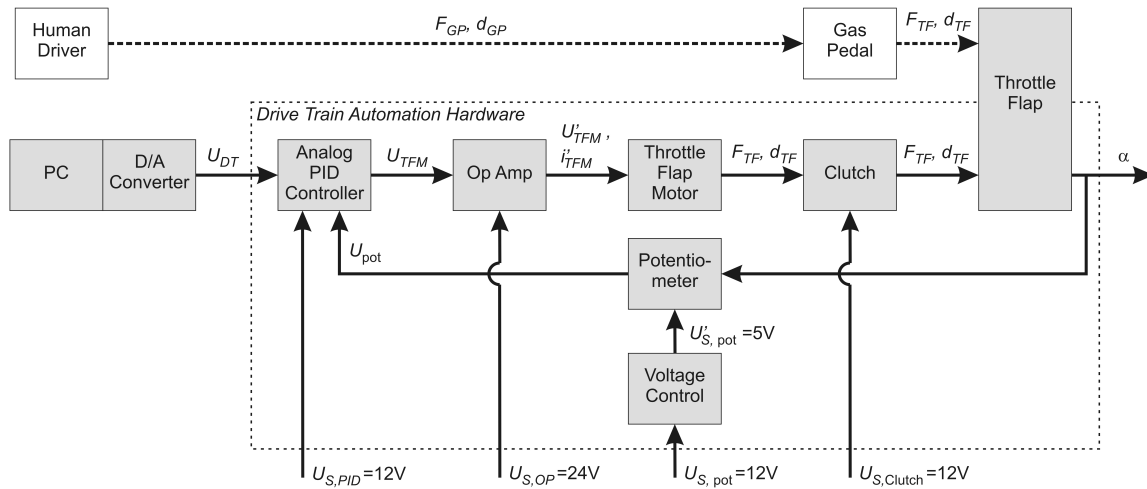 Human
Driver
F_GP, d_GP
Gas
Pedal
F_TF, d_TF
Throttle
Flap
Drive Train Automation Hardware
PC
D/A
Converter
U_DT
Analog
PID
Controller
U_TFM
Op Amp
U'_TFM ,
i'_TFM
Throttle
Flap
Motor
F_TF, d_TF
Clutch
F_TF, d_TF
α
U_pot
Potentio-
meter
U'_S, pot =5V
Voltage
Control
U_S,PID =12V
U_S,OP =24V
U_S, pot =12V
U_S,Clutch =12V